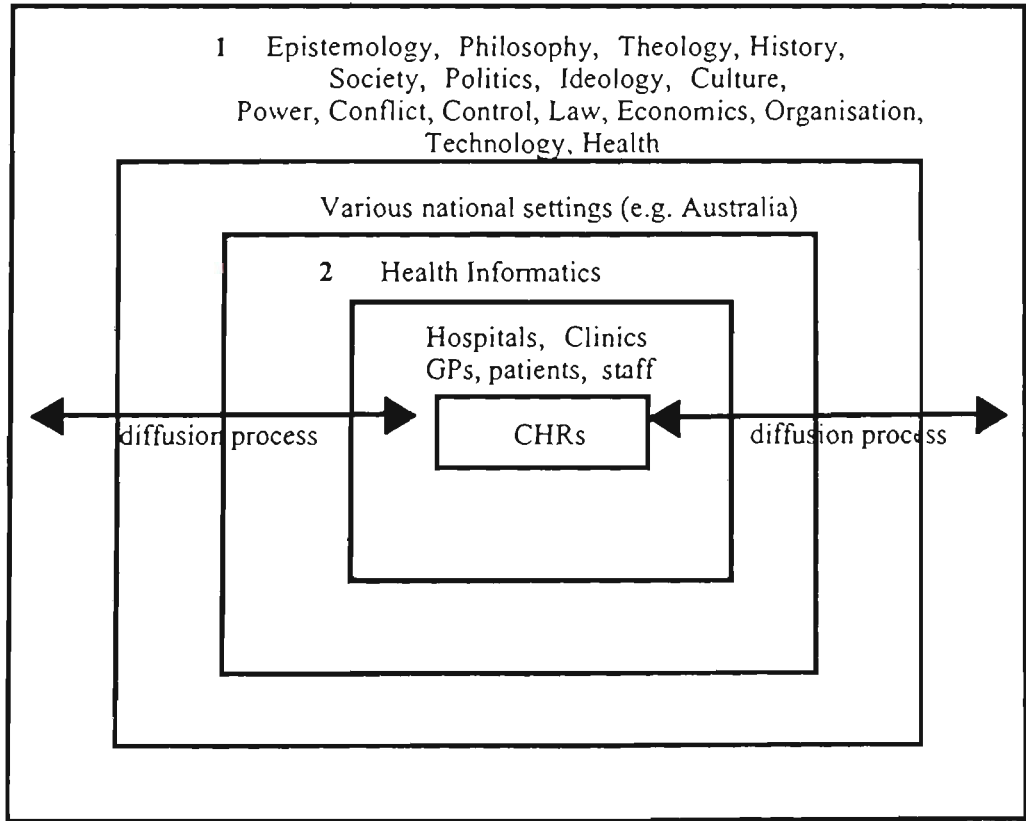 1 Epistemology, Philosophy, Theology, History,
Society, Politics, Ideology, Culture,
Power, Conflict, Control, Law, Economics, Organisation,
Technology, Health
Various national settings (e.g. Australia)
2 Health Informatics
Hospitals, Clinics
GPs, patients, staff
diffusion process
CHRs
diffusion process